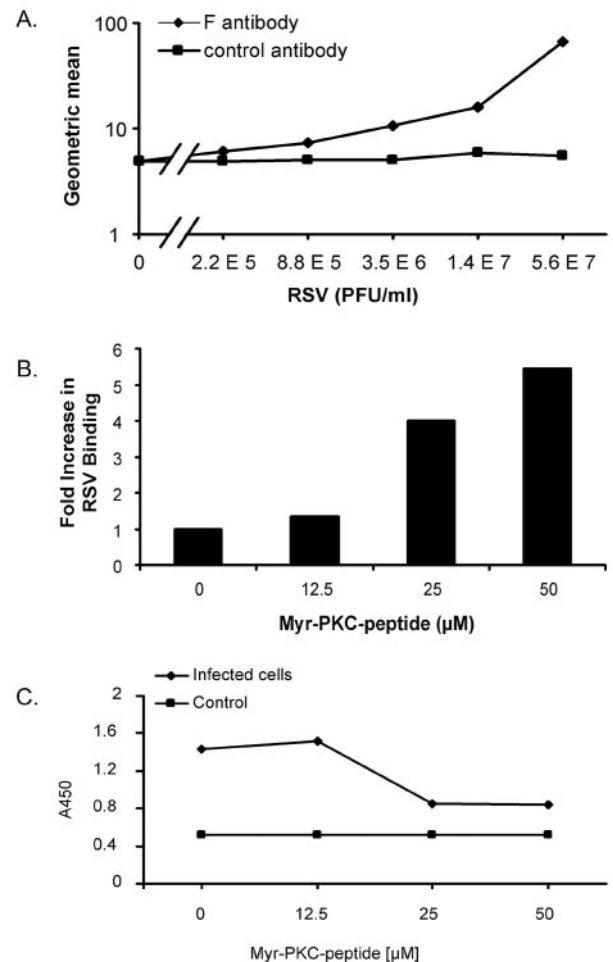 A.
F antibody
control antibody
Geometric mean
100
10
1
0 2.2 E 5 8.8 E 5 3.5 E 6 1.4 E 7 5.6 E 7
RSV (PFU/ml)
B.
Fold Increase in
RSV Binding
6
5
4
3
2
1
0
0 12.5 25 50
Myr-PKC-peptide (µM)
C.
Infected cells
Control
A450
2
1.6
1.2
0.8
0.4
0
0 12.5 25 50
Myr-PKC-peptide [µM]